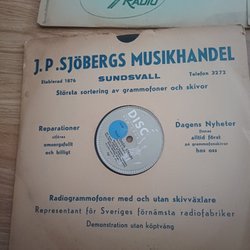 RADIO
J. P. SJÖBERGS MUSIKHANDEL
Etablerad 1876
SUNDSVALL
Telefon 3272
Största sortering av grammofoner och skivor
Reparationer
utföres
omsorgsfullt
och billigt
DISC
Dagens Nyheter
finnas
alltid först
av grammofonskivor
hos oss
Radiogrammofoner med och utan skivväxlare
Representant för Sveriges förnämsta radiofabriker
Demonstration utan köptvång